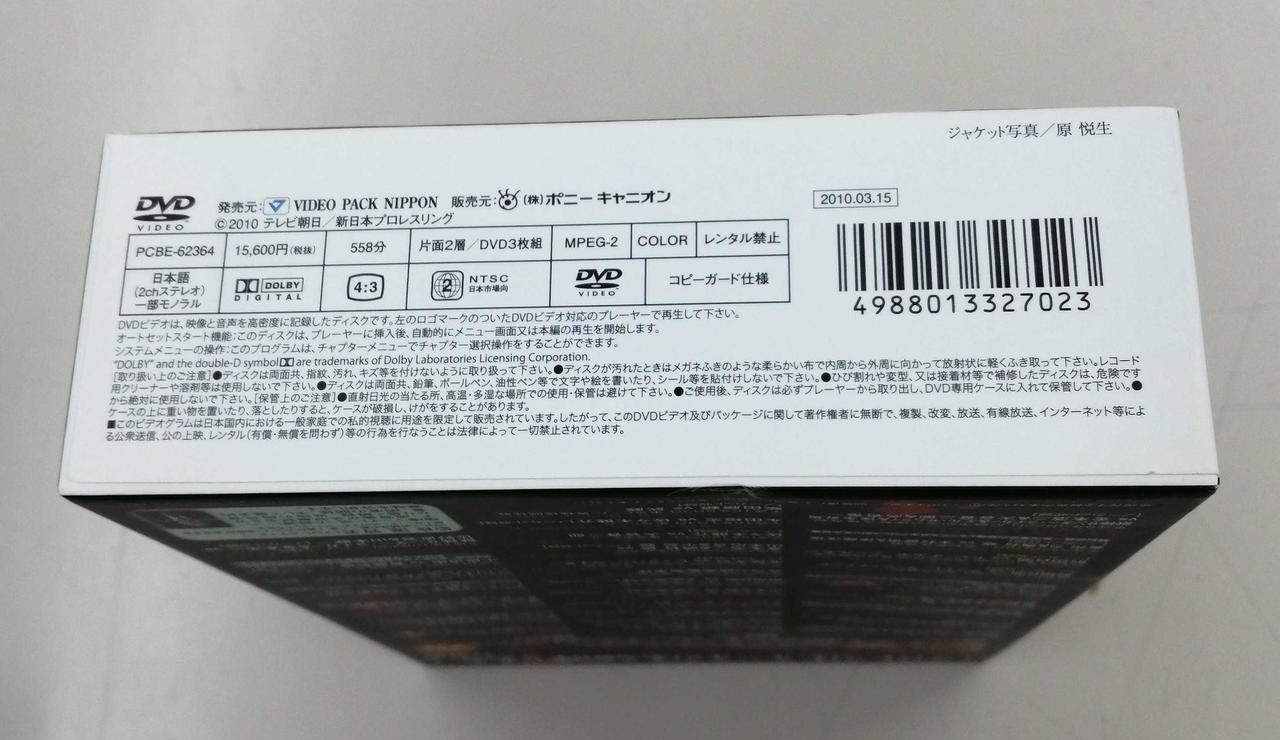 ジャケット写真／原 悦生
DVD VIDEO 発売元: VIDEO PACK NIPPON 販売元: (株)ポニーキャニオン
2010.03.15
©2010 テレビ朝日／新日本プロレスリング
PCBE-62364 15,600円(税抜) 558分 片面2層／DVD3枚組 MPEG-2 COLOR レンタル禁止
日本語 (2chステレオ) 一部モノラル DOLBY DIGITAL 4:3 2 NTSC 日本市場向 DVD VIDEO コピーガード仕様
4988013327023
DVDビデオは、映像と音声を高密度に記録したディスクです。左のロゴマークのついたDVDビデオ対応のプレーヤーで再生して下さい。
オートセットスタート機能：このディスクは、プレーヤーに挿入後、自動的にメニュー画面又は本編の再生を開始します。
システムメニューの操作：このプログラムは、チャプターメニューでチャプター選択操作をすることができます。
"DOLBY" and the double-D symbol are trademarks of Dolby Laboratories Licensing Corporation.
[取り扱い上のご注意]●ディスクは両面共、指紋、汚れ、キズ等を付けないように取り扱って下さい。●ディスクが汚れたときはメガネふきのような柔らかい布で内周から外周に向かって放射状に軽くふき取って下さい。レコード
用クリーナーや溶剤等は使用しないで下さい。●ディスクは両面共、鉛筆、ボールペン、油性ペン等で文字や絵を書いたり、シール等を貼付しないで下さい。●ひび割れや変型、又は接着材等で補修したディスクは、危険です
から絶対に使用しないで下さい。[保管上のご注意]●直射日光の当たる所、高温・多湿な場所での使用・保管は避けて下さい。●ご使用後、ディスクは必ずプレーヤーから取り出し、DVD専用ケースに入れて保管して下さい。●
ケースの上に重い物を置いたり、落としたりすると、ケースが破損し、けがをすることがあります。
■このビデオグラムは日本国内における一般家庭での私的視聴に用途を限定して販売されています。したがって、このDVDビデオ及びパッケージに関して著作権者に無断で、複製、改変、放送、有線放送、インターネット等によ
る公衆送信、公の上映、レンタル(有償・無償を問わず)等の行為を行なうことは法律によって一切禁止されています。